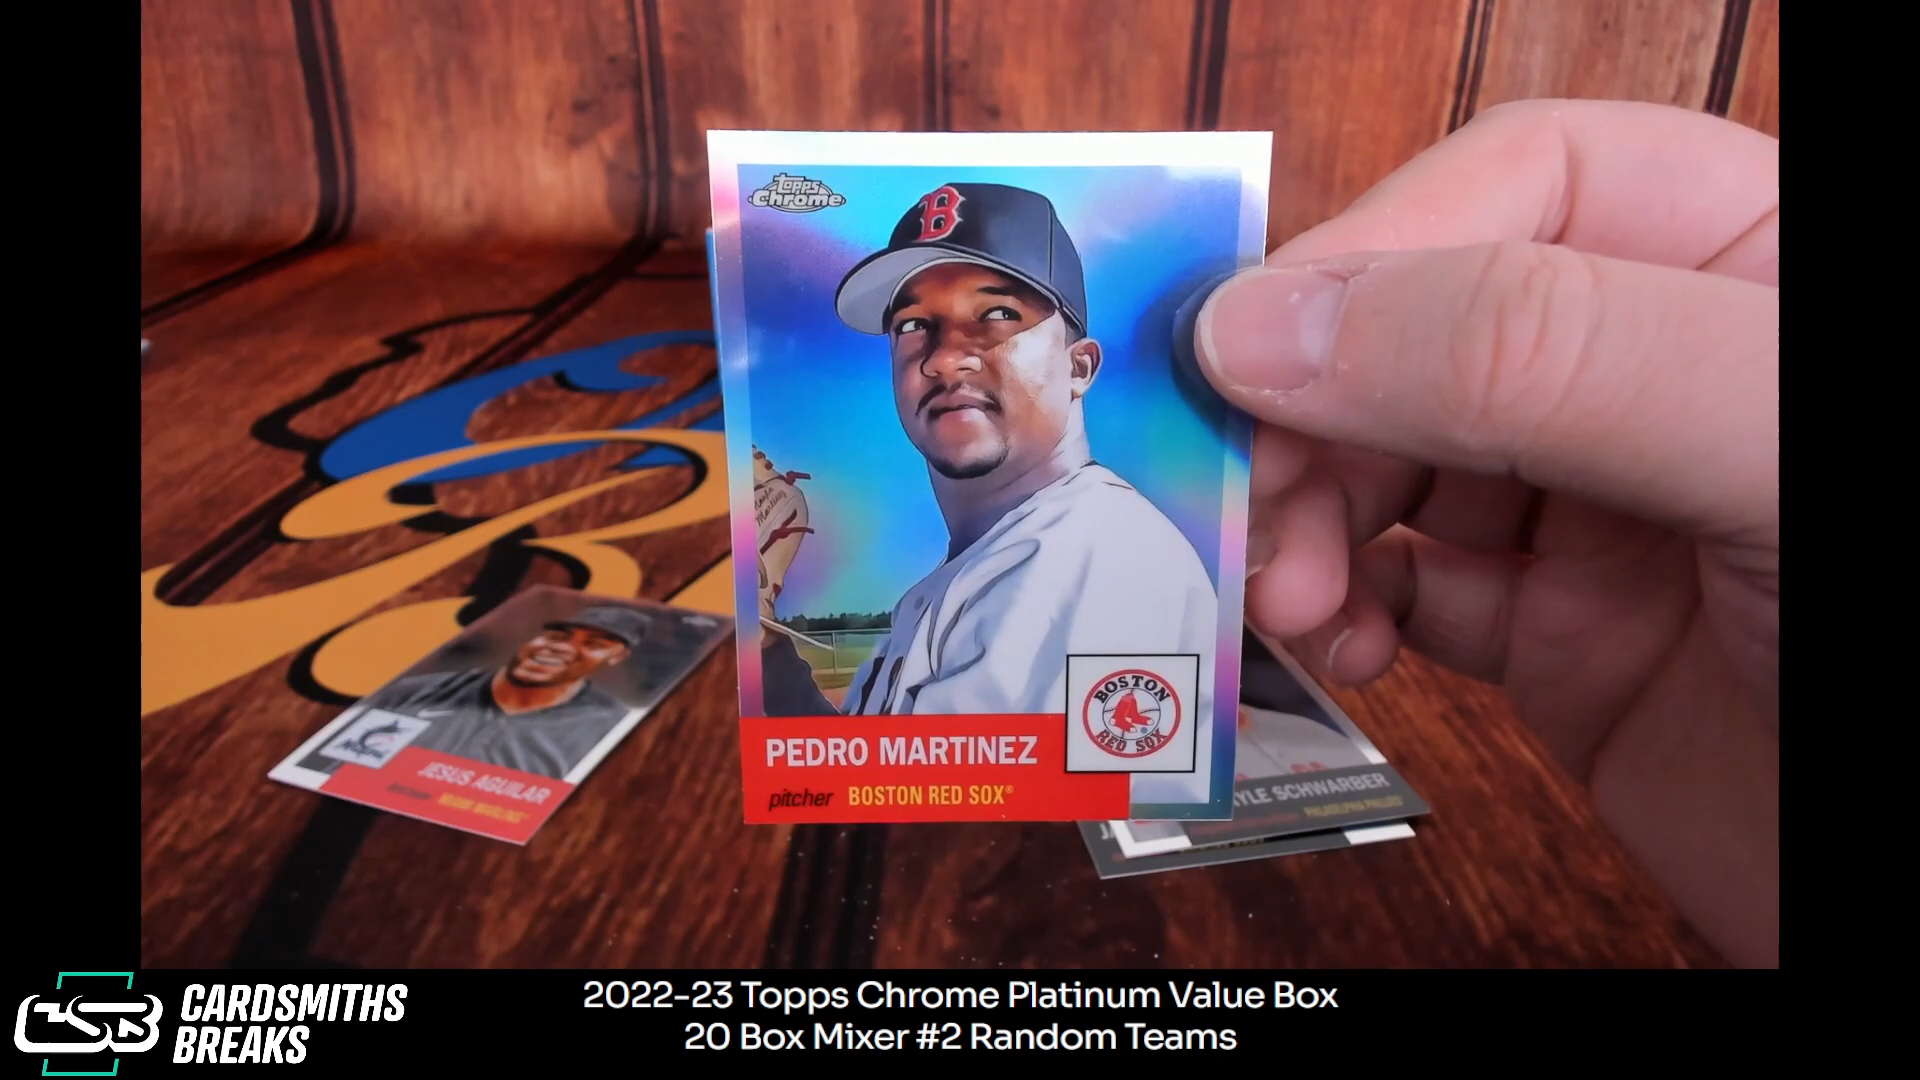 topps
Chrome
B
BOSTON
RED SOX
PEDRO MARTINEZ
pitcher BOSTON RED SOX®
JESUS AGUILAR
MIAMI MARLINS
KYLE SCHWARBER
PHILADELPHIA PHILLIES
CSB CARDSMITHS
BREAKS
2022-23 Topps Chrome Platinum Value Box
20 Box Mixer #2 Random Teams